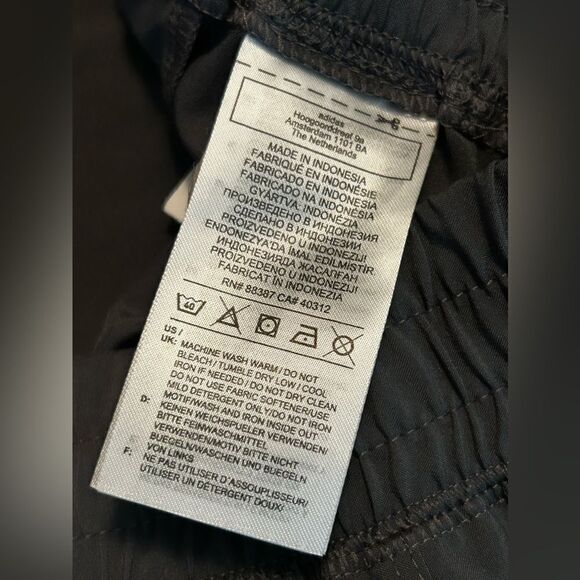 adidas
Hoogoorddreef 9a
Amsterdam 1101 BA
The Netherlands
MADE IN INDONESIA
FABRIQUÉ EN INDONÉSIE
FABRICADO EN INDONESIA
FABRICADO NA INDONÉSIA
GYÁRTVA: INDONÉZIA
ПРОИЗВЕДЕНО В ИНДОНЕЗИЯ
СДЕЛАНО В ИНДОНЕЗИИ
PROIZVEDENO U INDONEZIJI
ENDONEZYA'DA İMAL EDİLMİŞTİR.
ИНДОНЕЗИЯДА ЖАСАЛҒАН
PROIZVEDENO U INDONEZIJI
FABRICAT ÎN INDONEZIA
RN# 88387 CA# 40312
40
US /
UK: MACHINE WASH WARM / DO NOT
BLEACH / TUMBLE DRY LOW / COOL
IRON IF NEEDED / DO NOT DRY CLEAN
DO NOT USE FABRIC SOFTENER/USE
MILD DETERGENT ONLY/DO NOT IRON
MOTIF/WASH AND IRON INSIDE OUT
D: KEINEN WEICHSPUELER VERWENDEN/
BITTE FEINWASCHMITTEL
VERWENDEN/MOTIV BITTE NICHT
BUEGELN/WASCHEN UND BUEGELN
VON LINKS
F: NE PAS UTILISER D'ASSOUPLISSEUR/
UTILISER UN DÉTERGENT DOUX/